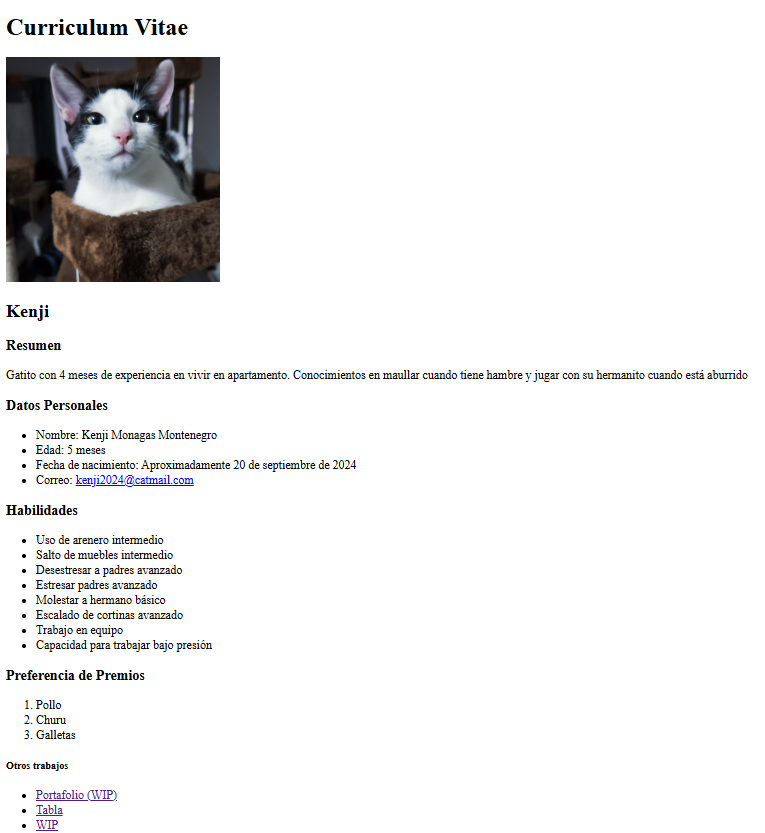 Curriculum Vitae
Kenji
Resumen
Gatito con 4 meses de experiencia en vivir en apartamento. Conocimientos en maullar cuando tiene hambre y jugar con su hermanito cuando está aburrido
Datos Personales
• Nombre: Kenji Monagas Montenegro
• Edad: 5 meses
• Fecha de nacimiento: Aproximadamente 20 de septiembre de 2024
• Correo: kenji2024@catmail.com
Habilidades
• Uso de arenero intermedio
• Salto de muebles intermedio
• Desestresar a padres avanzado
• Estresar padres avanzado
• Molestar a hermano básico
• Escalado de cortinas avanzado
• Trabajo en equipo
• Capacidad para trabajar bajo presión
Preferencia de Premios
1. Pollo
2. Churu
3. Galletas
Otros trabajos
• Portafolio (WIP)
• Tabla
• WIP